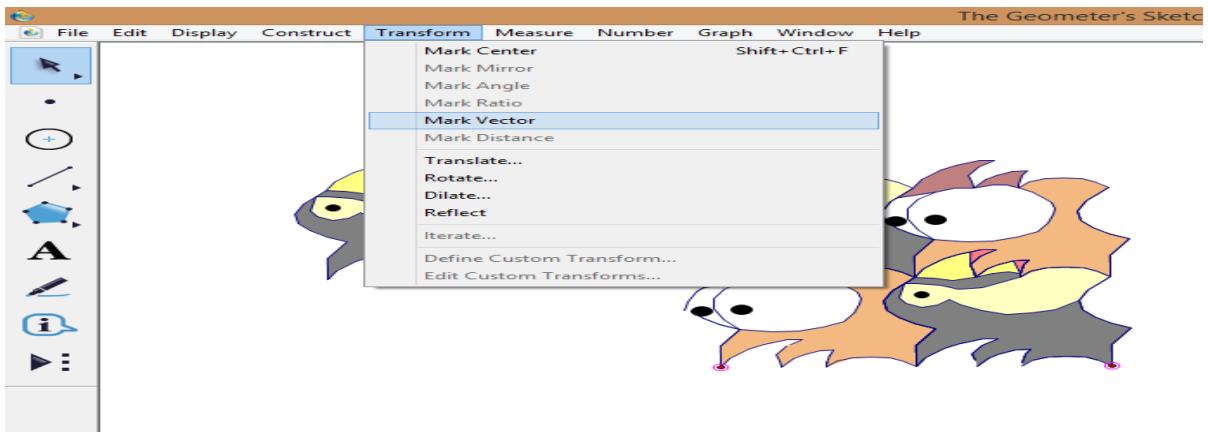 The Geometer's Sketc
File Edit Display Construct Transform Measure Number Graph Window Help
Mark Center Shift+Ctrl+F
Mark Mirror
Mark Angle
Mark Ratio
Mark Vector
Mark Distance
Translate...
Rotate...
Dilate...
Reflect
Iterate...
Define Custom Transform...
Edit Custom Transforms...
A
i